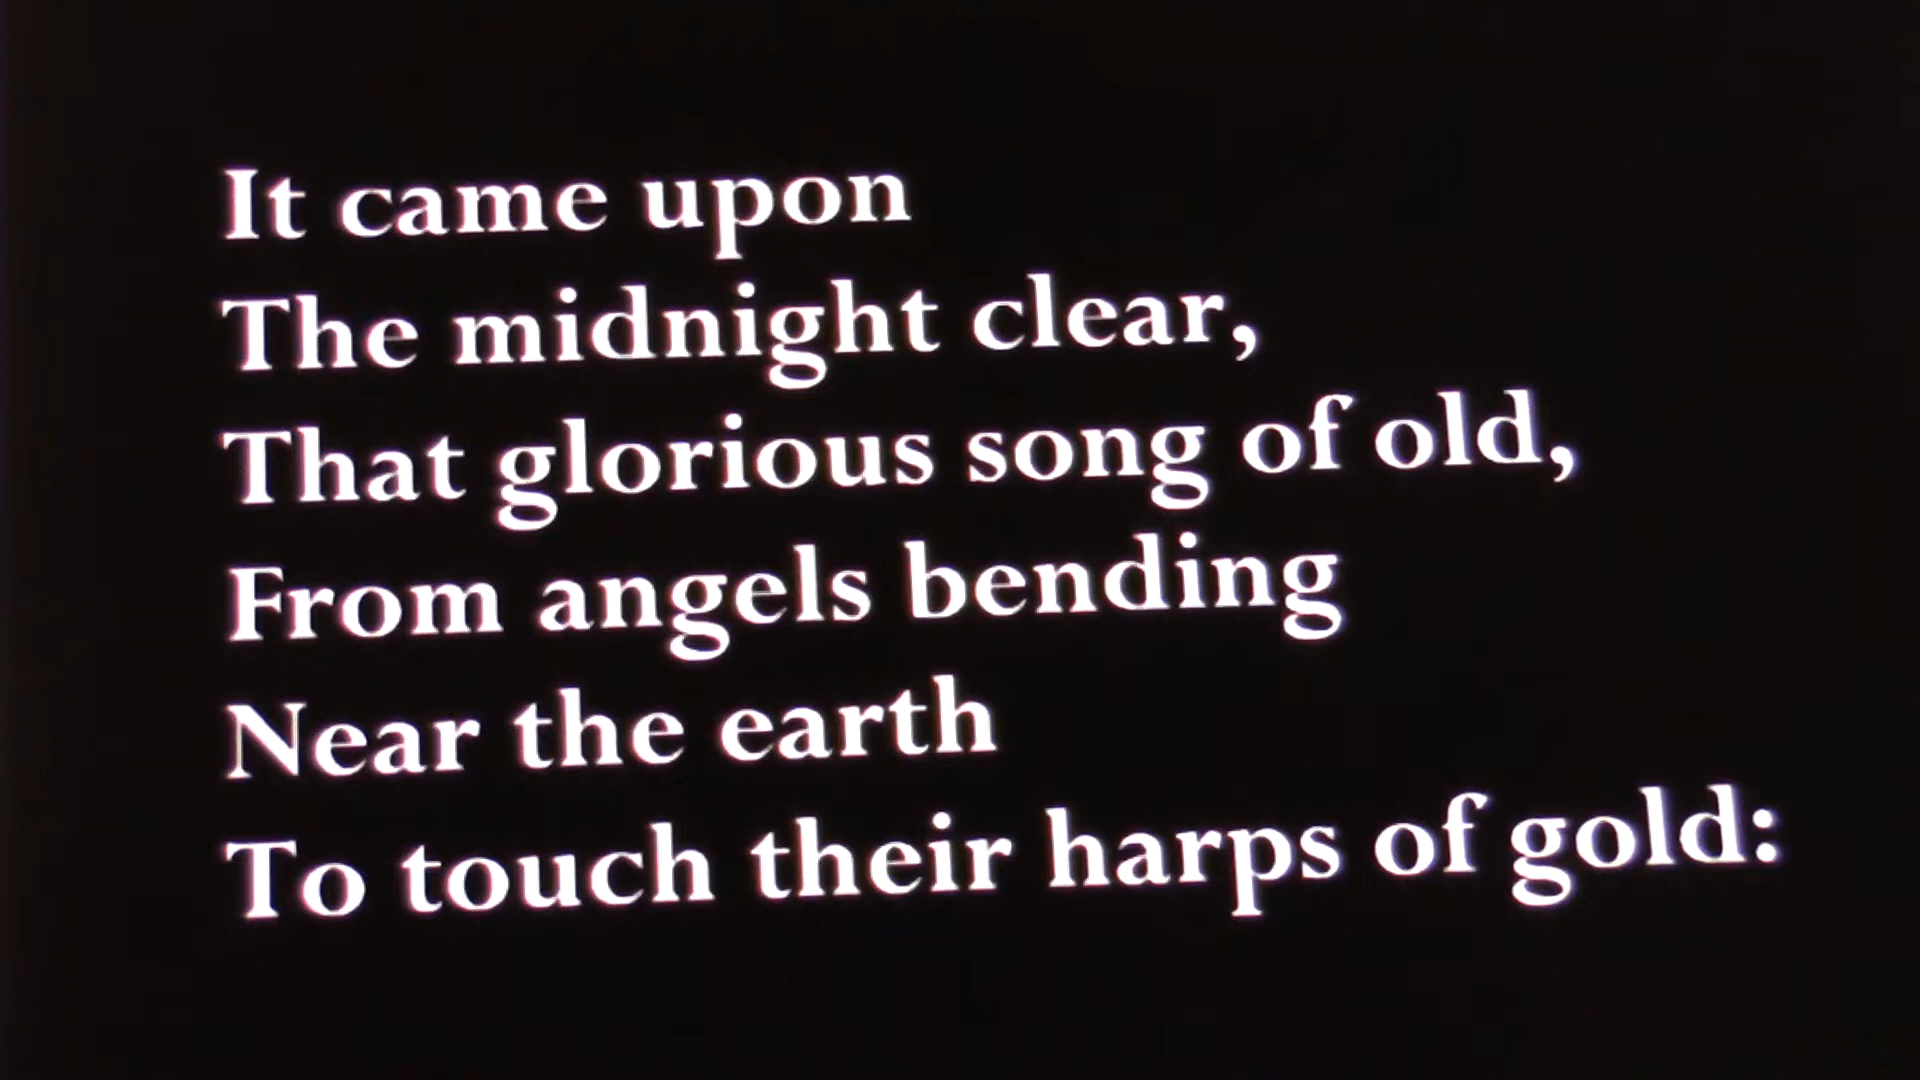 It came upon
The midnight clear,
That glorious song of old,
From angels bending
Near the earth
To touch their harps of gold: